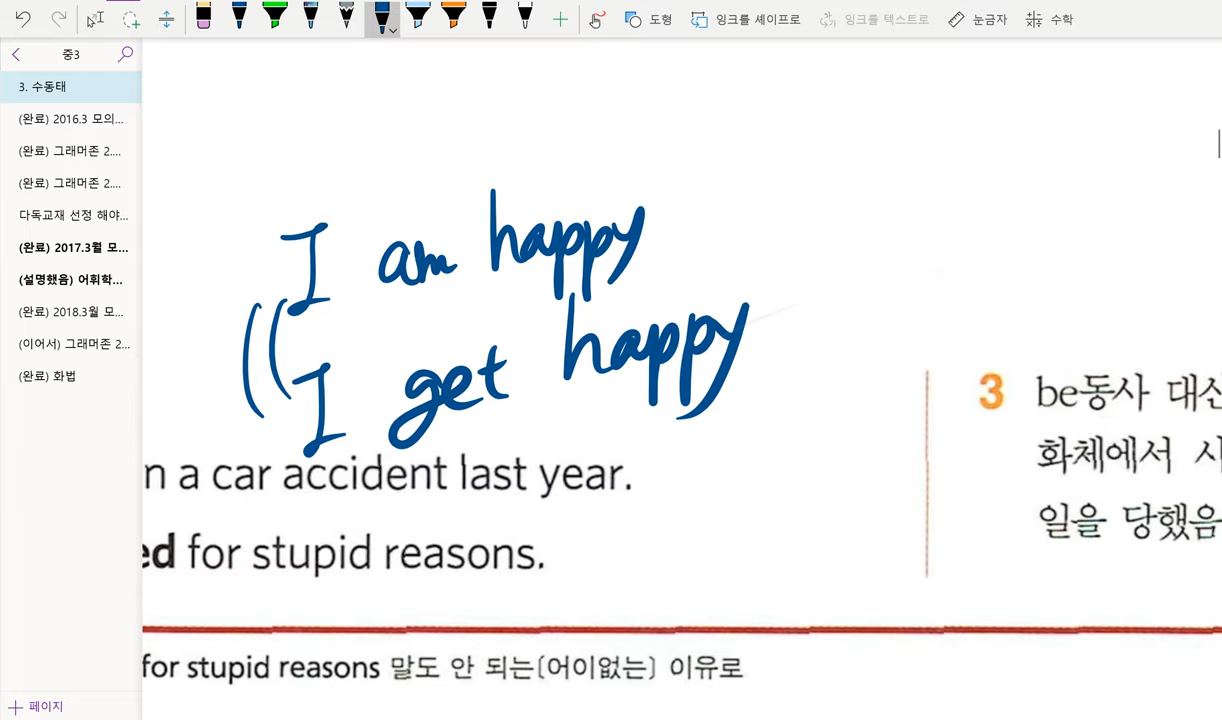 도형
잉크를 셰이프로
잉크를 텍스트로
눈금자
수학
중3
3. 수동태
(완료) 2016.3 모의...
(완료) 그래머존 2....
(완료) 그래머존 2....
다독교재 선정 해야...
(완료) 2017.3월 모...
(설명했음) 어휘학...
(완료) 2018.3월 모...
(이어서) 그래머존 2...
(완료) 화법
페이지
I am happy
I get happy
n a car accident last year.
ed for stupid reasons.
3 be동사 대신
화체에서 시
일을 당했음
for stupid reasons 말도 안 되는[어이없는] 이유로